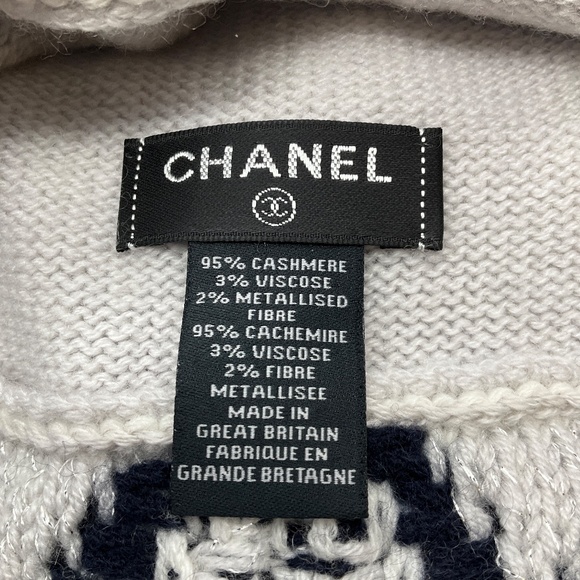 CHANEL
95% CASHMERE
3% VISCOSE
2% METALLISED
FIBRE
95% CACHEMIRE
3% VISCOSE
2% FIBRE
METALLISEE
MADE IN
GREAT BRITAIN
FABRIQUE EN
GRANDE BRETAGNE